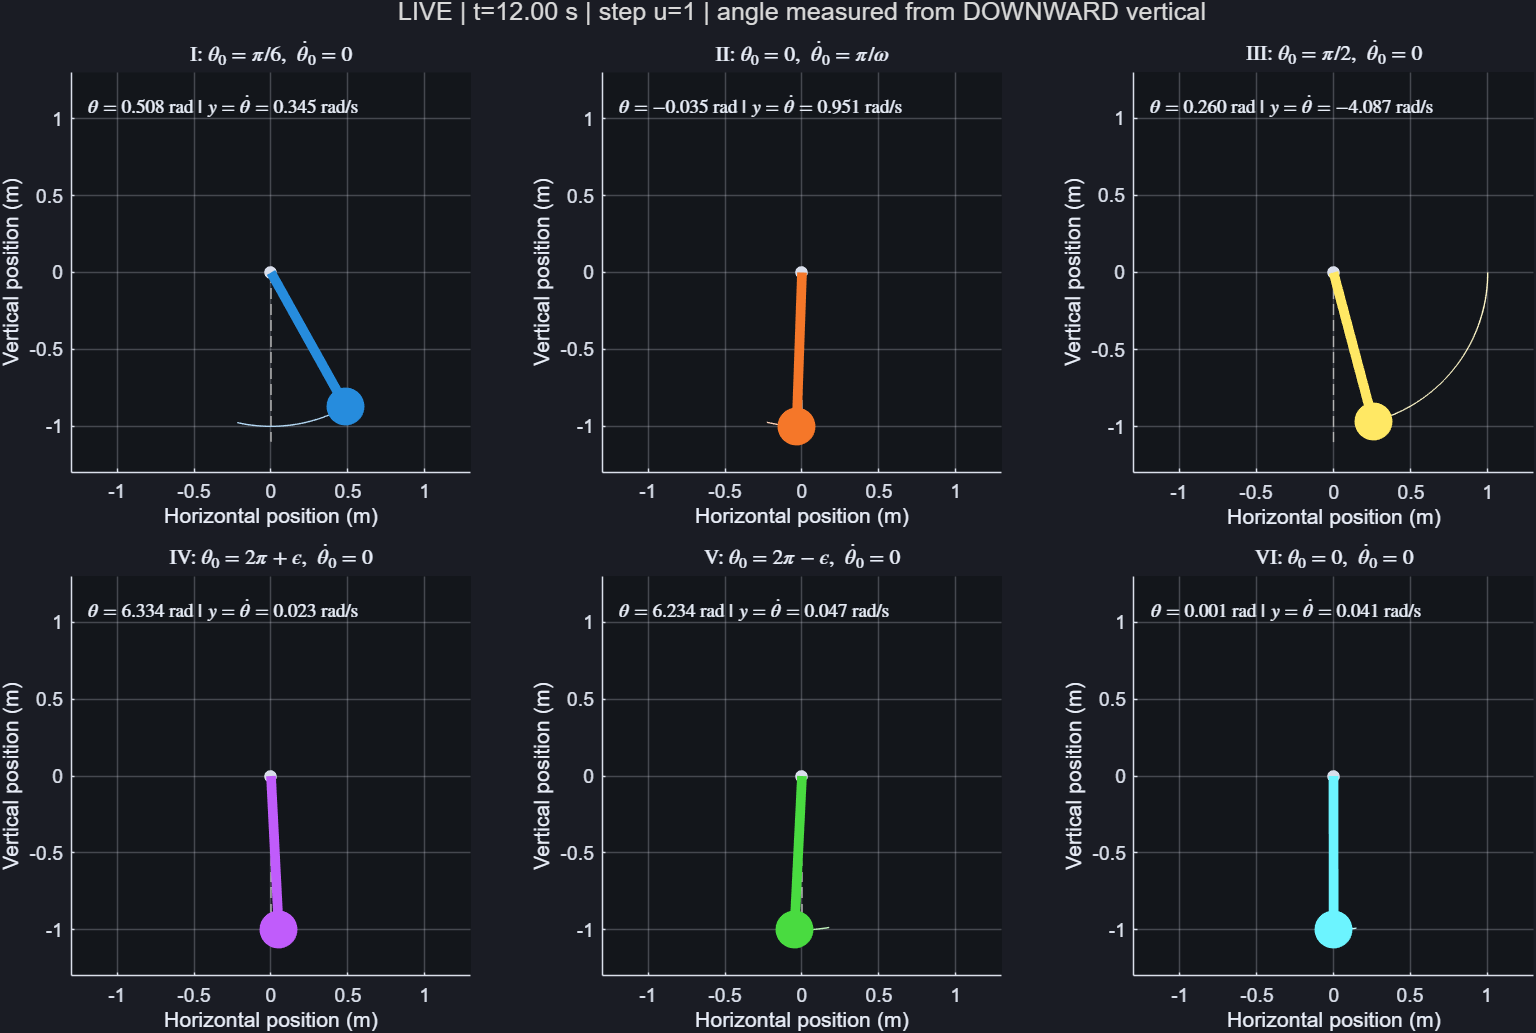 LIVE | t=12.00 s | step u=1 | angle measured from DOWNWARD vertical
I: θ₀ = π/6, θ̇₀ = 0
θ = 0.508 rad | y = θ̇ = 0.345 rad/s
1
0.5
0
-0.5
-1
Vertical position (m)
-1 -0.5 0 0.5 1
Horizontal position (m)
II: θ₀ = 0, θ̇₀ = π/ω
θ = −0.035 rad | y = θ̇ = 0.951 rad/s
1
0.5
0
-0.5
-1
Vertical position (m)
-1 -0.5 0 0.5 1
Horizontal position (m)
III: θ₀ = π/2, θ̇₀ = 0
θ = 0.260 rad | y = θ̇ = −4.087 rad/s
1
0.5
0
-0.5
-1
Vertical position (m)
-1 -0.5 0 0.5 1
Horizontal position (m)
IV: θ₀ = 2π + ϵ, θ̇₀ = 0
θ = 6.334 rad | y = θ̇ = 0.023 rad/s
1
0.5
0
-0.5
-1
Vertical position (m)
-1 -0.5 0 0.5 1
Horizontal position (m)
V: θ₀ = 2π − ϵ, θ̇₀ = 0
θ = 6.234 rad | y = θ̇ = 0.047 rad/s
1
0.5
0
-0.5
-1
Vertical position (m)
-1 -0.5 0 0.5 1
Horizontal position (m)
VI: θ₀ = 0, θ̇₀ = 0
θ = 0.001 rad | y = θ̇ = 0.041 rad/s
1
0.5
0
-0.5
-1
Vertical position (m)
-1 -0.5 0 0.5 1
Horizontal position (m)